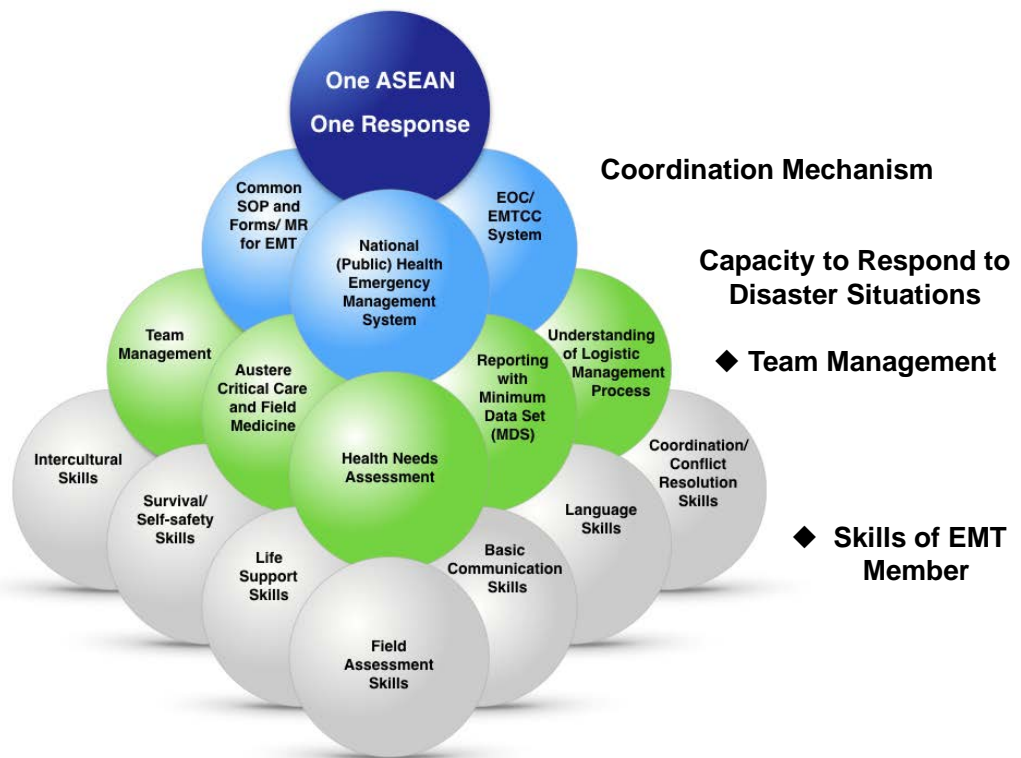 One ASEAN
One Response
Common
SOP and
Forms/ MR
for EMT
National
(Public) Health
Emergency
Management
System
EOC/
EMTCC
System
Coordination Mechanism
Team
Management
Austere
Critical Care
and Field
Medicine
Health Needs
Assessment
Reporting
with
Minimum
Data Set
(MDS)
Understanding
of Logistic
Management
Process
Capacity to Respond to
Disaster Situations
◆ Team Management
Intercultural
Skills
Survival/
Self-safety
Skills
Life
Support
Skills
Field
Assessment
Skills
Basic
Communication
Skills
Language
Skills
Coordination/
Conflict
Resolution
Skills
◆ Skills of EMT
Member